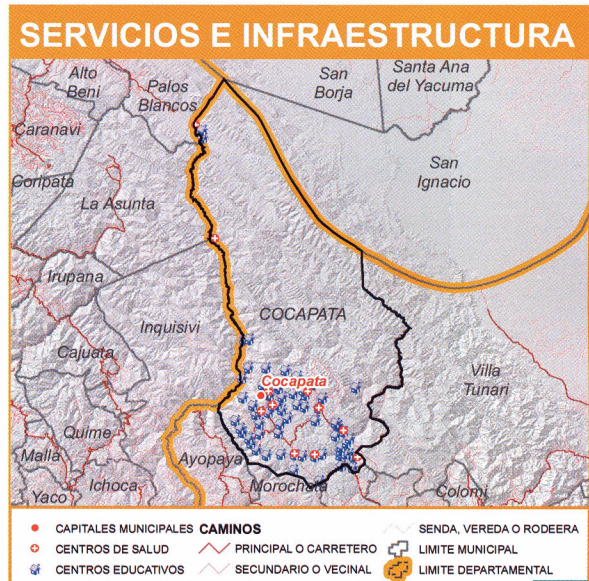 SERVICIOS E INFRAESTRUCTURA
Alto
Beni
Palos
Blancos
San
Borja
Santa Ana
del Yacuma
Caranavi
San
Ignacio
Coripata
La Asunta
Irupana
Inquisivi
COCAPATA
Cajuata
Villa
Tunari
Cocapata
Quime
Malla
Ayopaya
Yaco
Ichoca
Morochata
Colomi
CAPITALES MUNICIPALES
CENTROS DE SALUD
CENTROS EDUCATIVOS
CAMINOS
PRINCIPAL O CARRETERO
SECUNDARIO O VECINAL
SENDA, VEREDA O RODEERA
LIMITE MUNICIPAL
LIMITE DEPARTAMENTAL